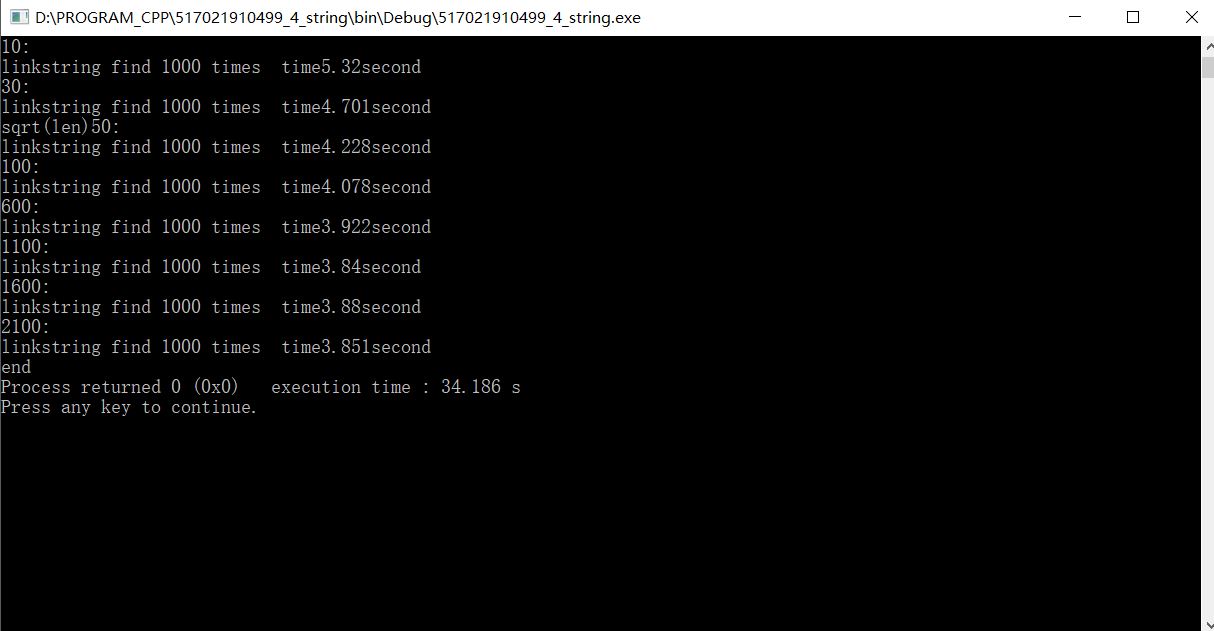 D:\PROGRAM_CPP\517021910499_4_string\bin\Debug\517021910499_4_string.exe
10:
linkstring find 1000 times  time5.32second
30:
linkstring find 1000 times  time4.701second
sqrt(len)50:
linkstring find 1000 times  time4.228second
100:
linkstring find 1000 times  time4.078second
600:
linkstring find 1000 times  time3.922second
1100:
linkstring find 1000 times  time3.84second
1600:
linkstring find 1000 times  time3.88second
2100:
linkstring find 1000 times  time3.851second
end
Process returned 0 (0x0)   execution time : 34.186 s
Press any key to continue.